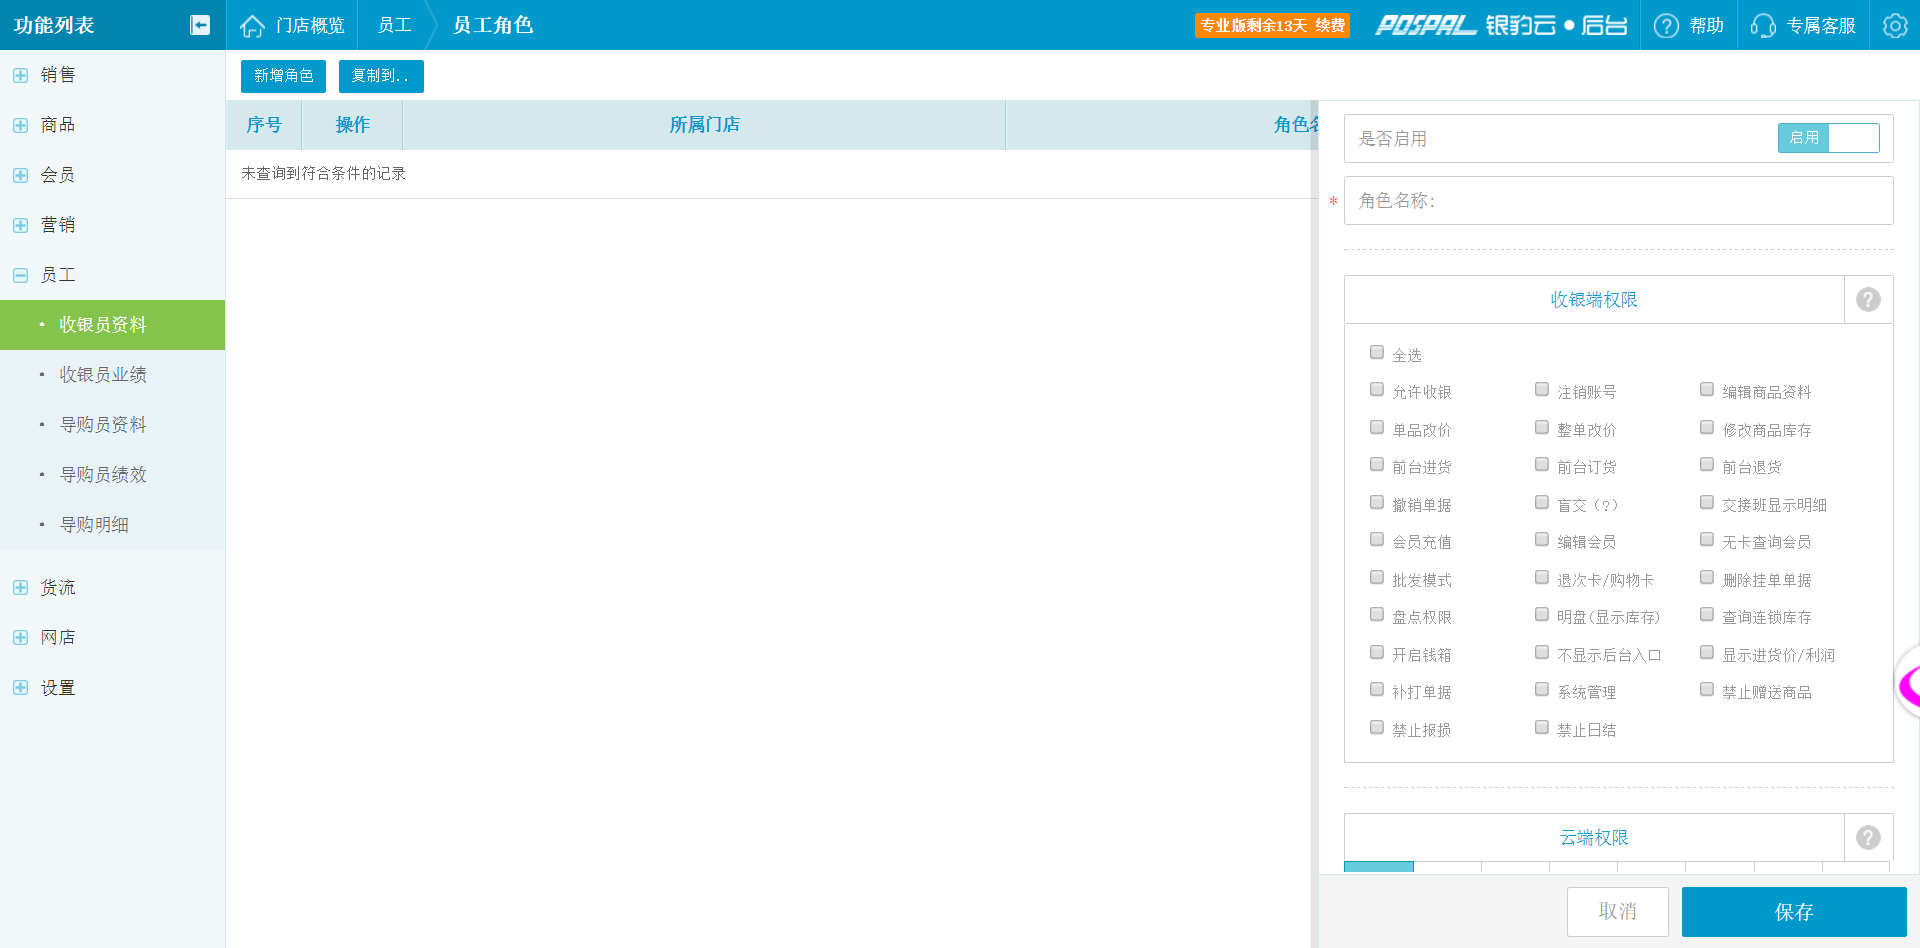 功能列表
门店概览
员工
员工角色
专业版剩余13天 续费
POSPAL 银豹云●后台
帮助
专属客服
销售
商品
会员
营销
员工
· 收银员资料
· 收银员业绩
· 导购员资料
· 导购员绩效
· 导购明细
货流
网店
设置
新增角色
复制到..
序号 操作 所属门店 角色名
未查询到符合条件的记录
是否启用 启用
* 角色名称:
收银端权限 ?
全选
允许收银 注销账号 编辑商品资料
单品改价 整单改价 修改商品库存
前台进货 前台订货 前台退货
撤销单据 盲交（?） 交接班显示明细
会员充值 编辑会员 无卡查询会员
批发模式 退次卡/购物卡 删除挂单单据
盘点权限 明盘(显示库存) 查询连锁库存
开启钱箱 不显示后台入口 显示进货价/利润
补打单据 系统管理 禁止赠送商品
禁止报损 禁止日结
云端权限 ?
取消 保存